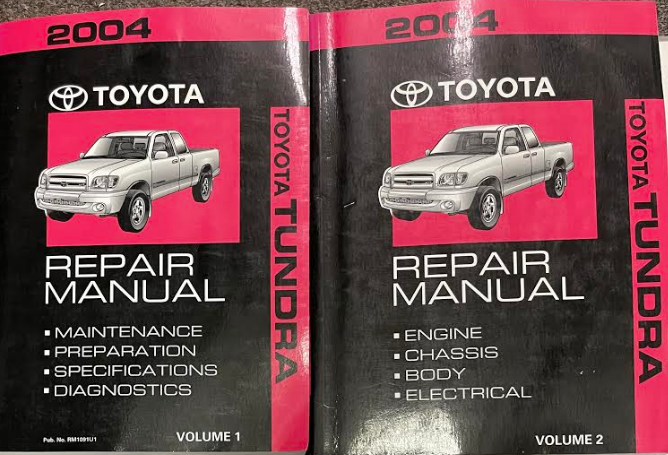 2004
TOYOTA
TOYOTA TUNDRA
REPAIR
MANUAL
▪ MAINTENANCE
▪ PREPARATION
▪ SPECIFICATIONS
▪ DIAGNOSTICS
Pub. No. RM1091U1
VOLUME 1
2004
TOYOTA
TOYOTA TUNDRA
REPAIR
MANUAL
▪ ENGINE
▪ CHASSIS
▪ BODY
▪ ELECTRICAL
VOLUME 2